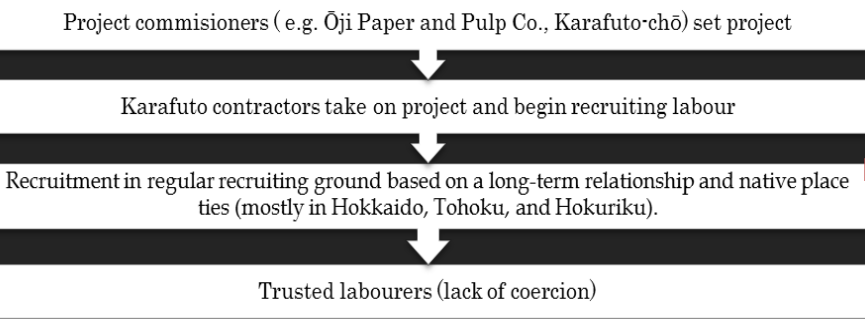 Project commisioners ( e.g. Ōji Paper and Pulp Co., Karafuto-chō) set project
Karafuto contractors take on project and begin recruiting labour
Recruitment in regular recruiting ground based on a long-term relationship and native place
ties (mostly in Hokkaido, Tohoku, and Hokuriku).
Trusted labourers (lack of coercion)